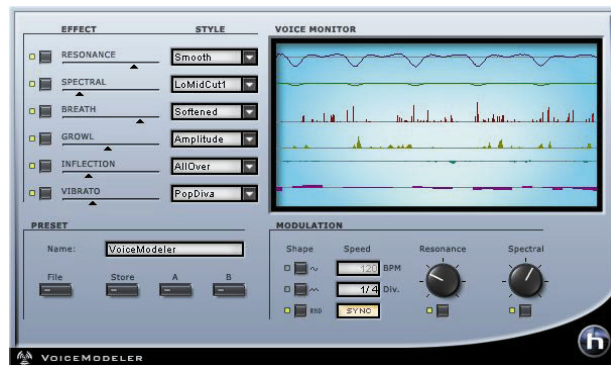 EFFECT STYLE VOICE MONITOR
RESONANCE Smooth
SPECTRAL LoMidCut1
BREATH Softened
GROWL Amplitude
INFLECTION AllOver
VIBRATO PopDiva
PRESET
Name: VoiceModeler
File Store A B
MODULATION
Shape Speed Resonance Spectral
120 BPM
1/4 Div.
SYNC
h
VOICEMODELER